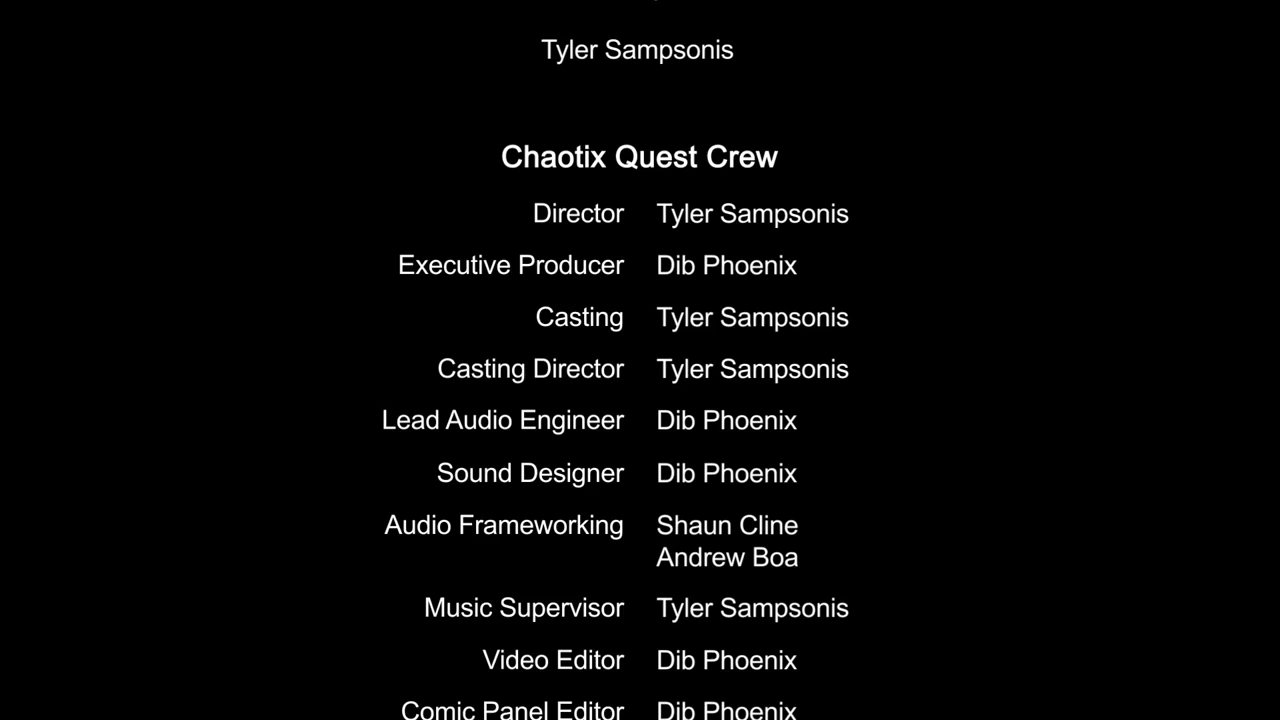 Tyler Sampsonis
Chaotix Quest Crew
Director Tyler Sampsonis
Executive Producer Dib Phoenix
Casting Tyler Sampsonis
Casting Director Tyler Sampsonis
Lead Audio Engineer Dib Phoenix
Sound Designer Dib Phoenix
Audio Frameworking Shaun Cline
Andrew Boa
Music Supervisor Tyler Sampsonis
Video Editor Dib Phoenix
Comic Panel Editor Dib Phoenix